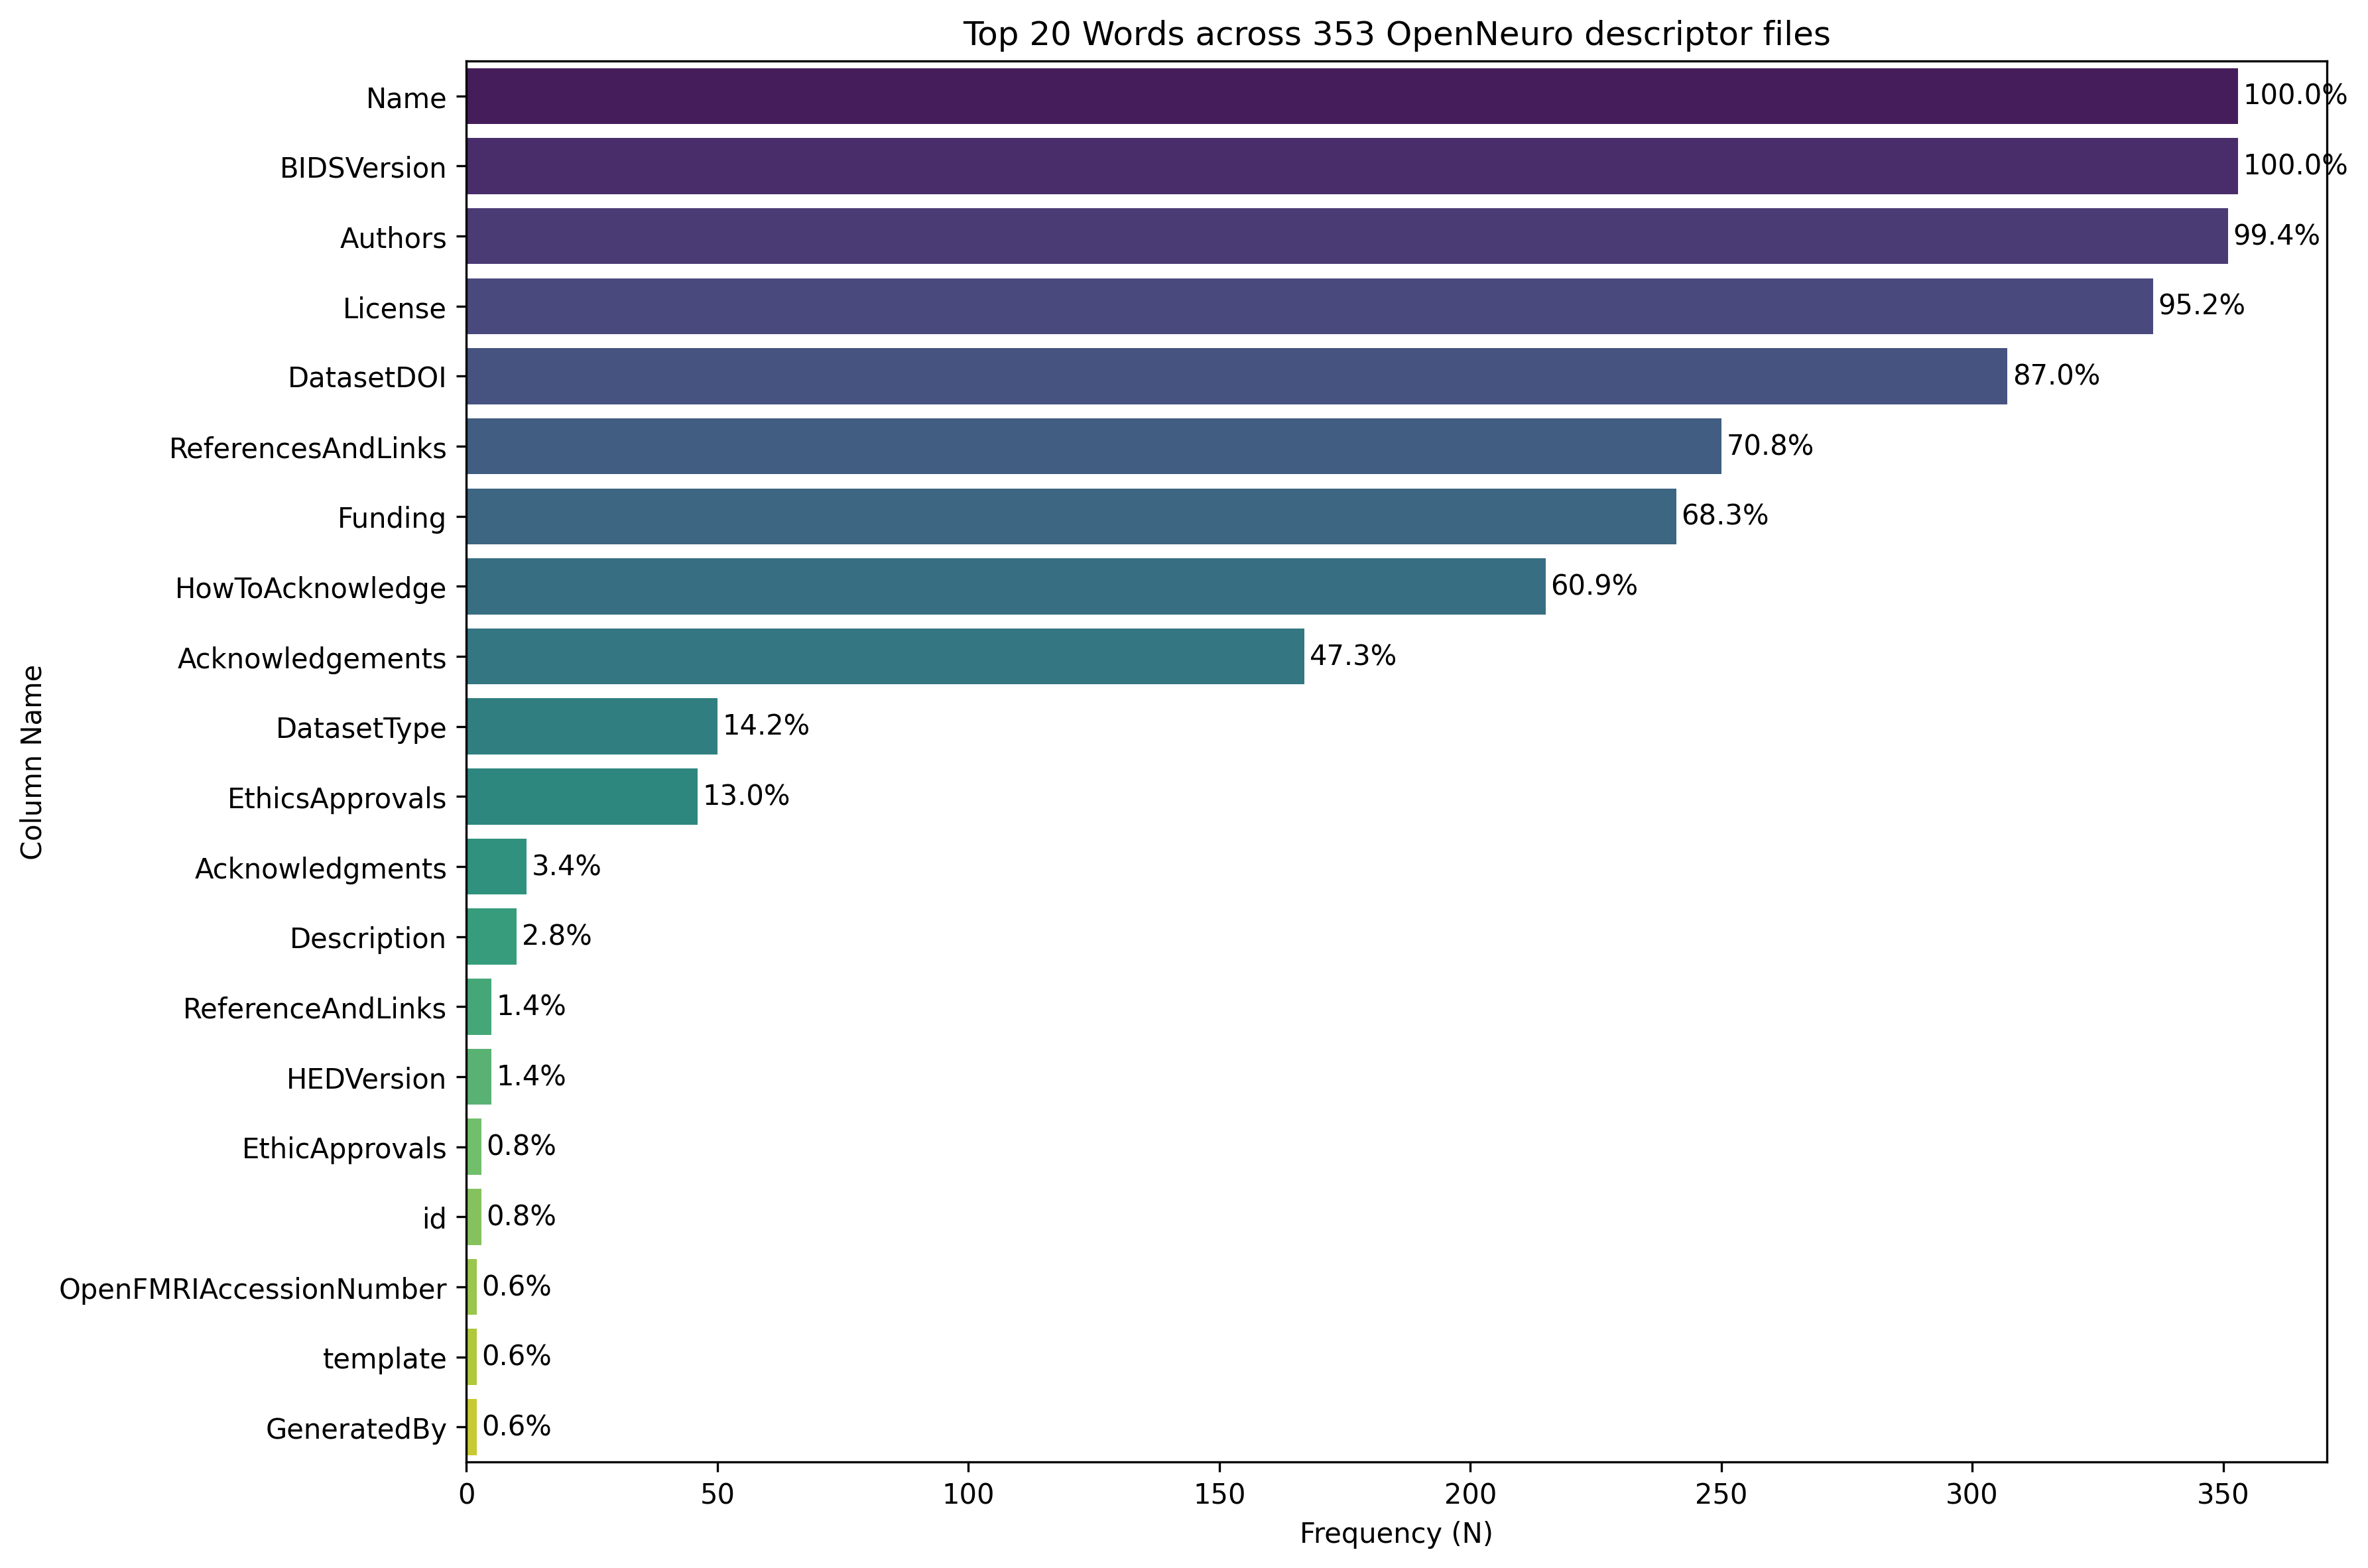 Top 20 Words across 353 OpenNeuro descriptor files
Name 100.0%
BIDSVersion 100.0%
Authors 99.4%
License 95.2%
DatasetDOI 87.0%
ReferencesAndLinks 70.8%
Funding 68.3%
HowToAcknowledge 60.9%
Acknowledgements 47.3%
DatasetType 14.2%
EthicsApprovals 13.0%
Acknowledgments 3.4%
Description 2.8%
ReferenceAndLinks 1.4%
HEDVersion 1.4%
EthicApprovals 0.8%
id 0.8%
OpenFMRIAccessionNumber 0.6%
template 0.6%
GeneratedBy 0.6%
Column Name
0 50 100 150 200 250 300 350
Frequency (N)